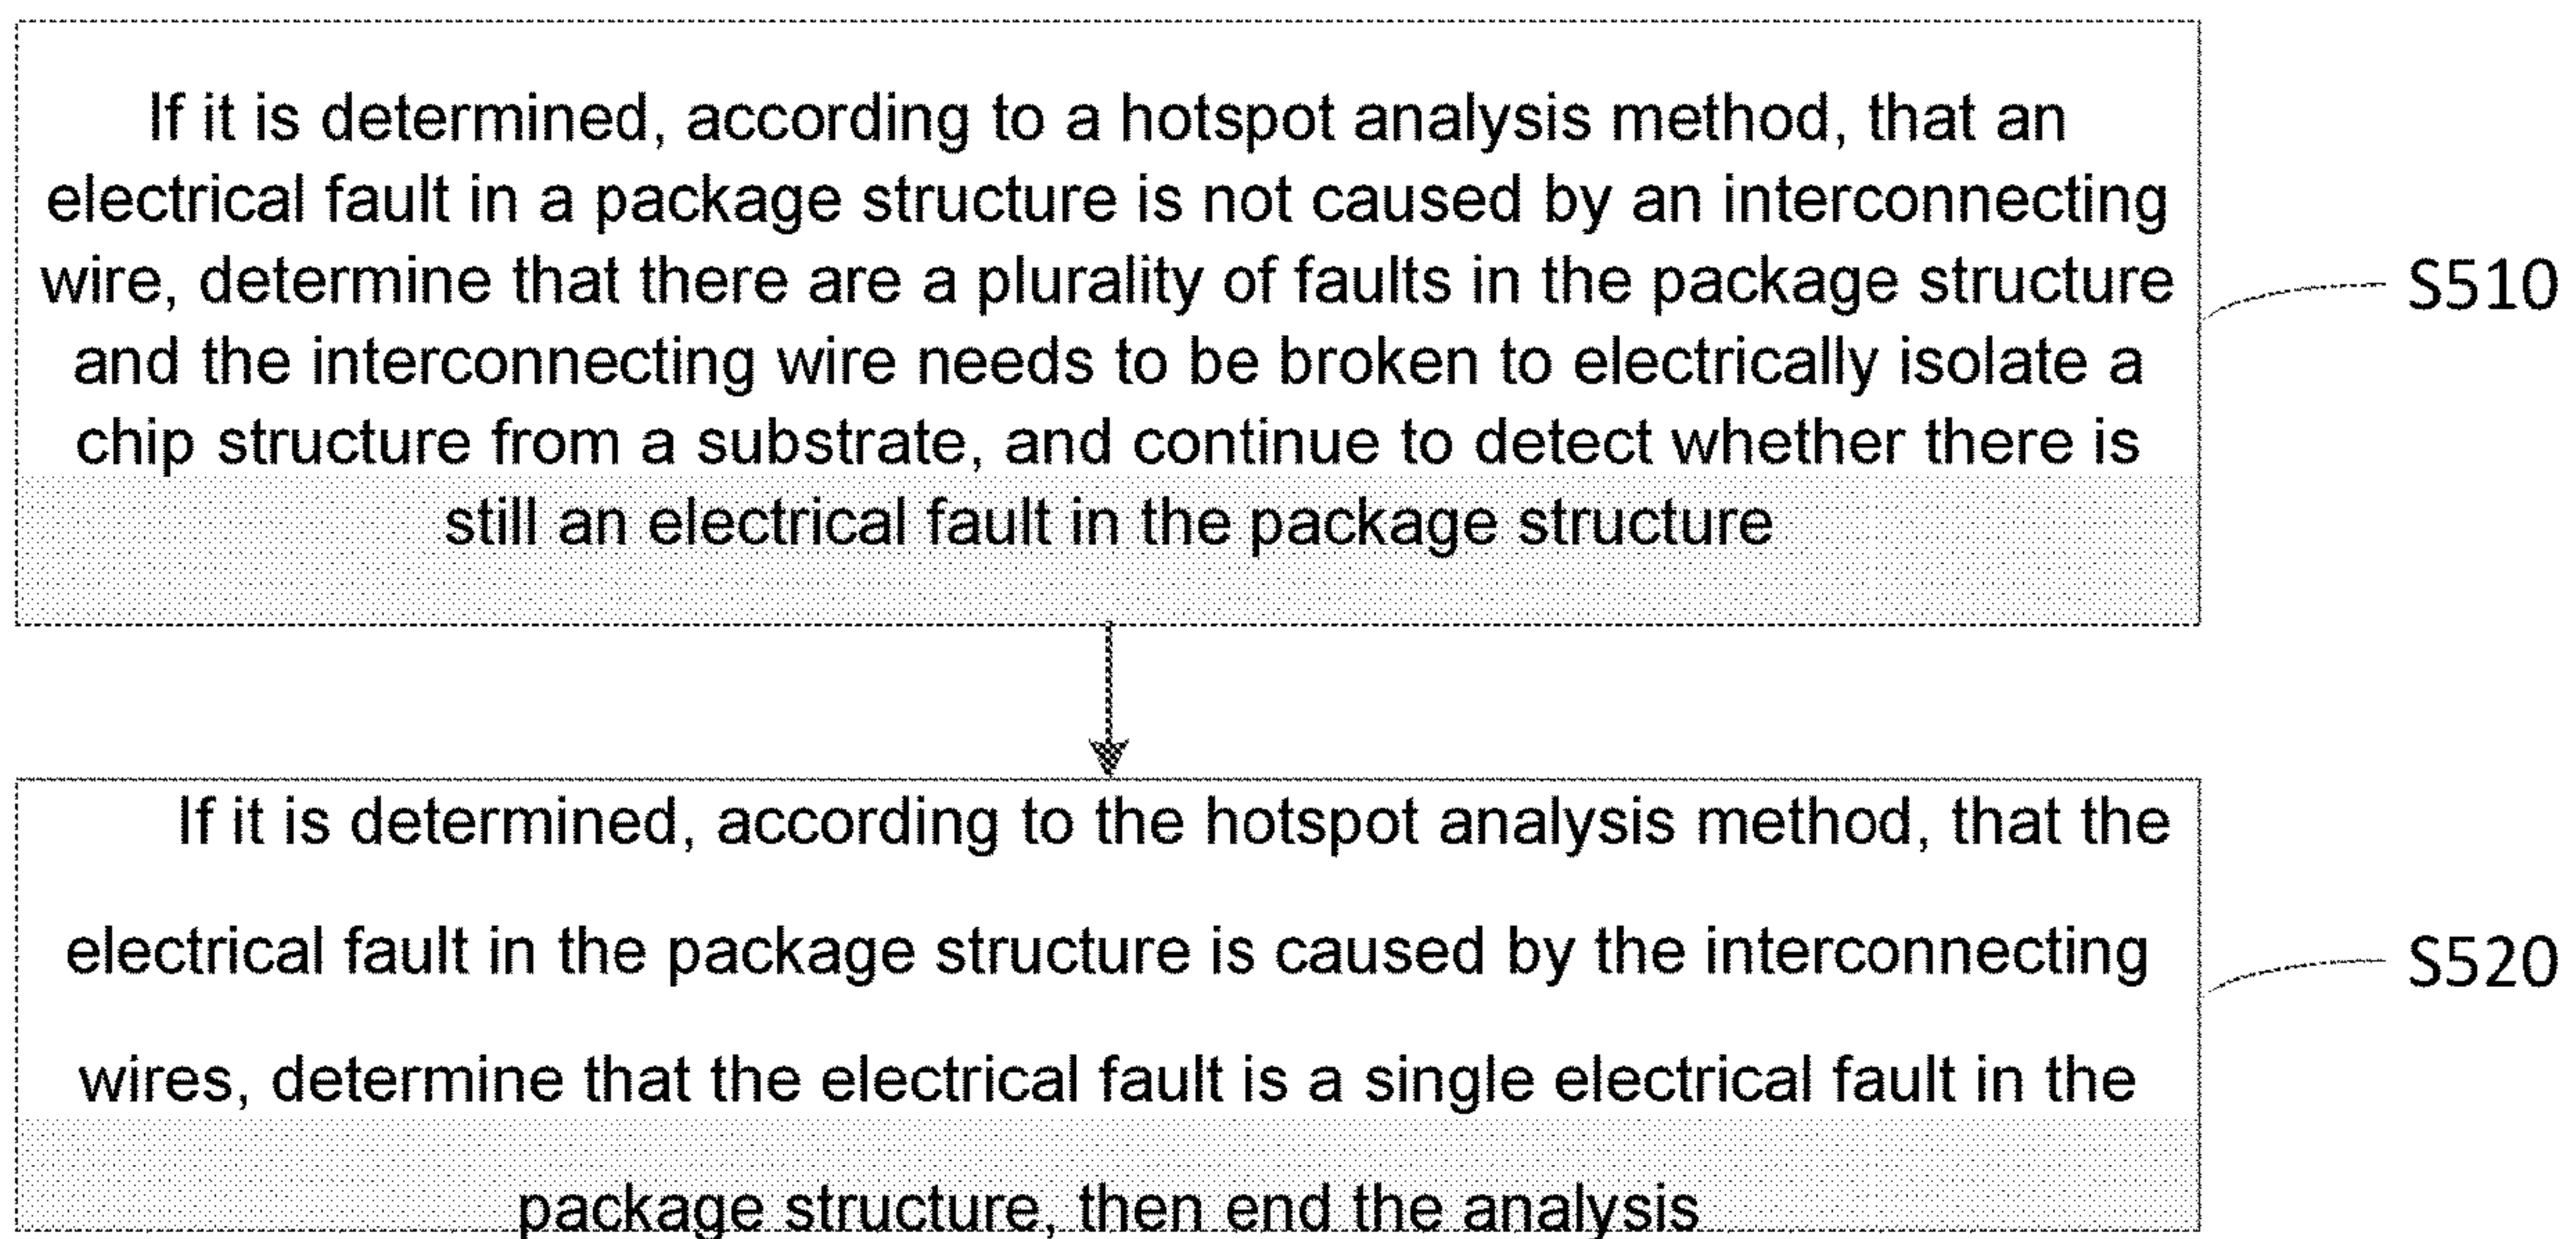 If it is determined, according to a hotspot analysis method, that an
electrical fault in a package structure is not caused by an interconnecting
wire, determine that there are a plurality of faults in the package structure
and the interconnecting wire needs to be broken to electrically isolate a
chip structure from a substrate, and continue to detect whether there is
still an electrical fault in the package structure
S510
If it is determined, according to the hotspot analysis method, that the
electrical fault in the package structure is caused by the interconnecting
wires, determine that the electrical fault is a single electrical fault in the
package structure, then end the analysis
S520